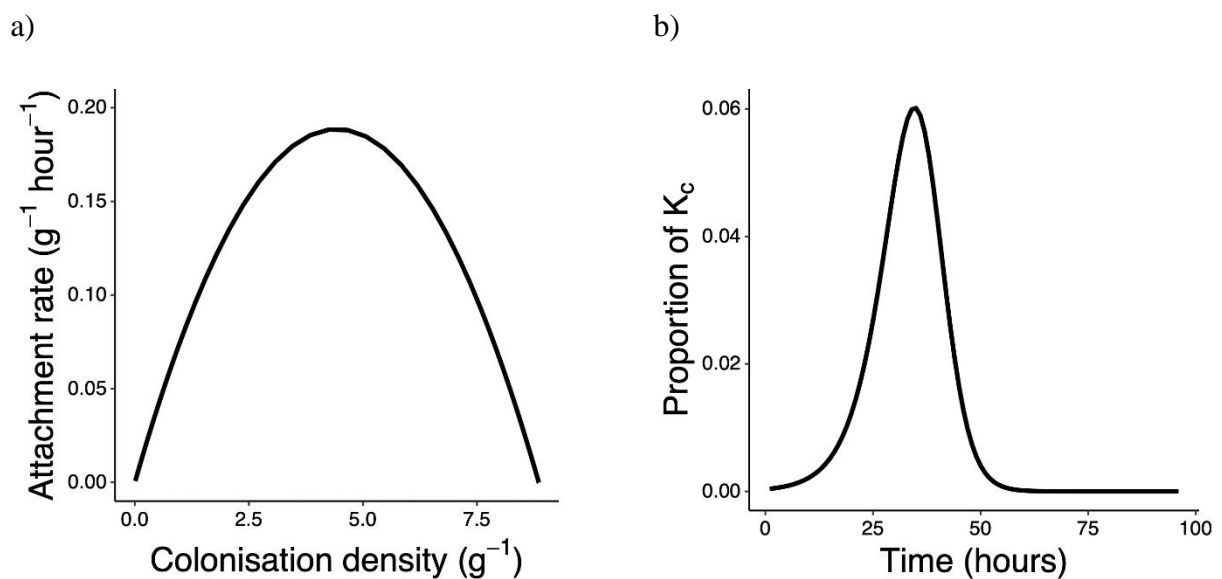 a)
b)
Attachment rate (g⁻¹ hour⁻¹)
0.20
0.15
0.10
0.05
0.00
0.0 2.5 5.0 7.5
Colonisation density (g⁻¹)
Proportion of K_c
0.06
0.04
0.02
0.00
0 25 50 75 100
Time (hours)